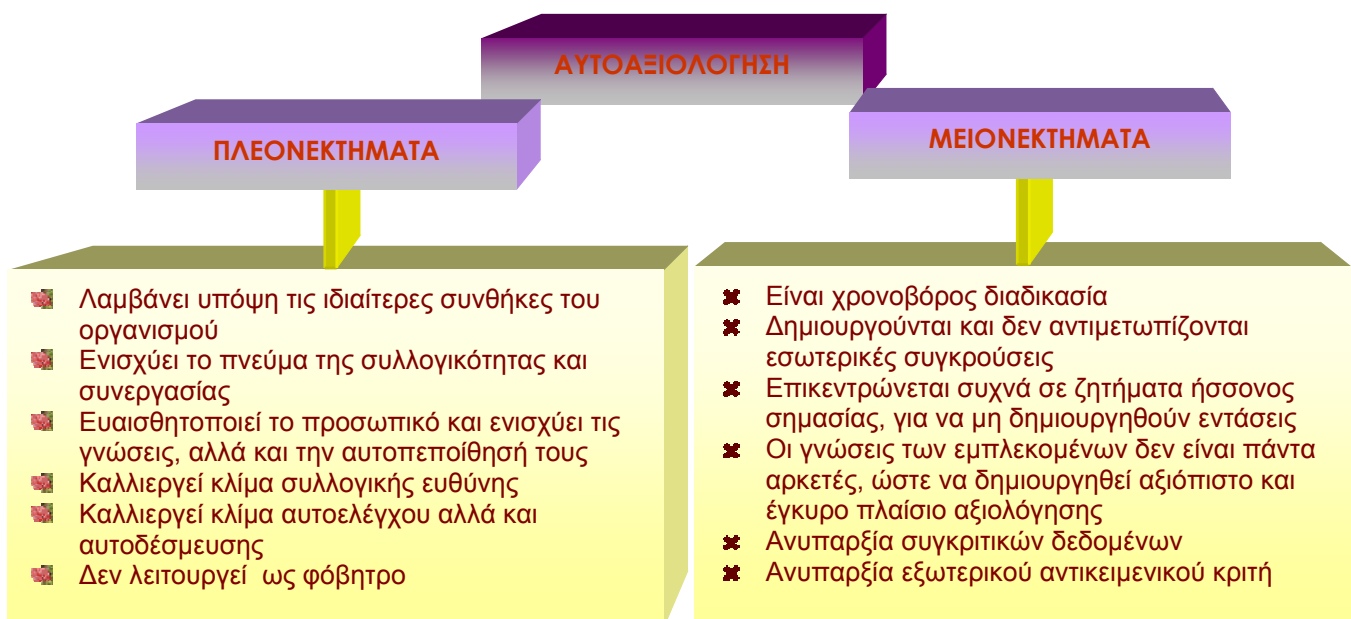 ΑΥΤΟΑΞΙΟΛΟΓΗΣΗ
ΠΛΕΟΝΕΚΤΗΜΑΤΑ
Λαμβάνει υπόψη τις ιδιαίτερες συνθήκες του
οργανισμού
Ενισχύει το πνεύμα της συλλογικότητας και
συνεργασίας
Ευαισθητοποιεί το προσωπικό και ενισχύει τις
γνώσεις, αλλά και την αυτοπεποίθησή τους
Καλλιεργεί κλίμα συλλογικής ευθύνης
Καλλιεργεί κλίμα αυτοελέγχου αλλά και
αυτοδέσμευσης
Δεν λειτουργεί ως φόβητρο
ΜΕΙΟΝΕΚΤΗΜΑΤΑ
Είναι χρονοβόρος διαδικασία
Δημιουργούνται και δεν αντιμετωπίζονται
εσωτερικές συγκρούσεις
Επικεντρώνεται συχνά σε ζητήματα ήσσονος
σημασίας, για να μη δημιουργηθούν εντάσεις
Οι γνώσεις των εμπλεκομένων δεν είναι πάντα
αρκετές, ώστε να δημιουργηθεί αξιόπιστο και
έγκυρο πλαίσιο αξιολόγησης
Ανυπαρξία συγκριτικών δεδομένων
Ανυπαρξία εξωτερικού αντικειμενικού κριτή